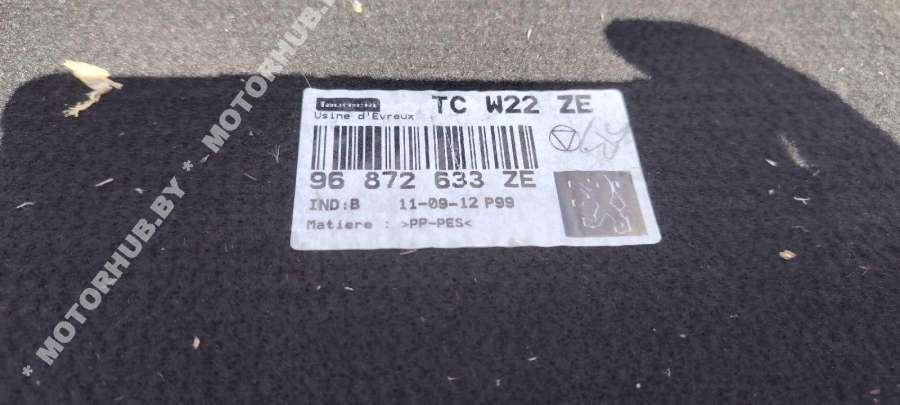 TC W22 ZE
Usine d'Evreux
96 872 633 ZE
IND:B 11-09-12 P99
Matiere : >PP-PES<
* MOTORHUB.BY * MOTORHUB.BY